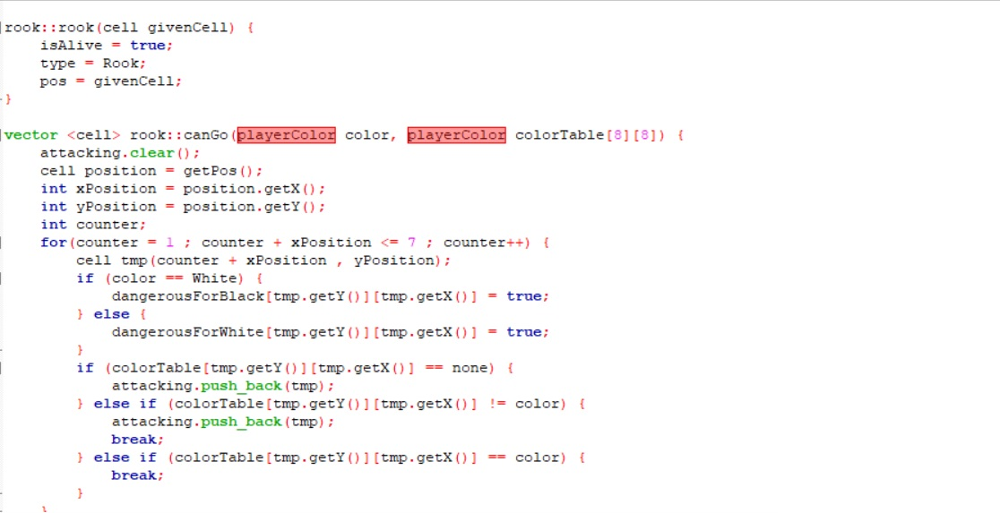 rook::rook(cell givenCell) {
    isAlive = true;
    type = Rook;
    pos = givenCell;
}
vector <cell> rook::canGo(playerColor color, playerColor colorTable[8][8]) {
    attacking.clear();
    cell position = getPos();
    int xPosition = position.getX();
    int yPosition = position.getY();
    int counter;
    for(counter = 1 ; counter + xPosition <= 7 ; counter++) {
        cell tmp(counter + xPosition , yPosition);
        if (color == White) {
            dangerousForBlack[tmp.getY()][tmp.getX()] = true;
        } else {
            dangerousForWhite[tmp.getY()][tmp.getX()] = true;
        }
        if (colorTable[tmp.getY()][tmp.getX()] == none) {
            attacking.push_back(tmp);
        } else if (colorTable[tmp.getY()][tmp.getX()] != color) {
            attacking.push_back(tmp);
            break;
        } else if (colorTable[tmp.getY()][tmp.getX()] == color) {
            break;
        }
    }